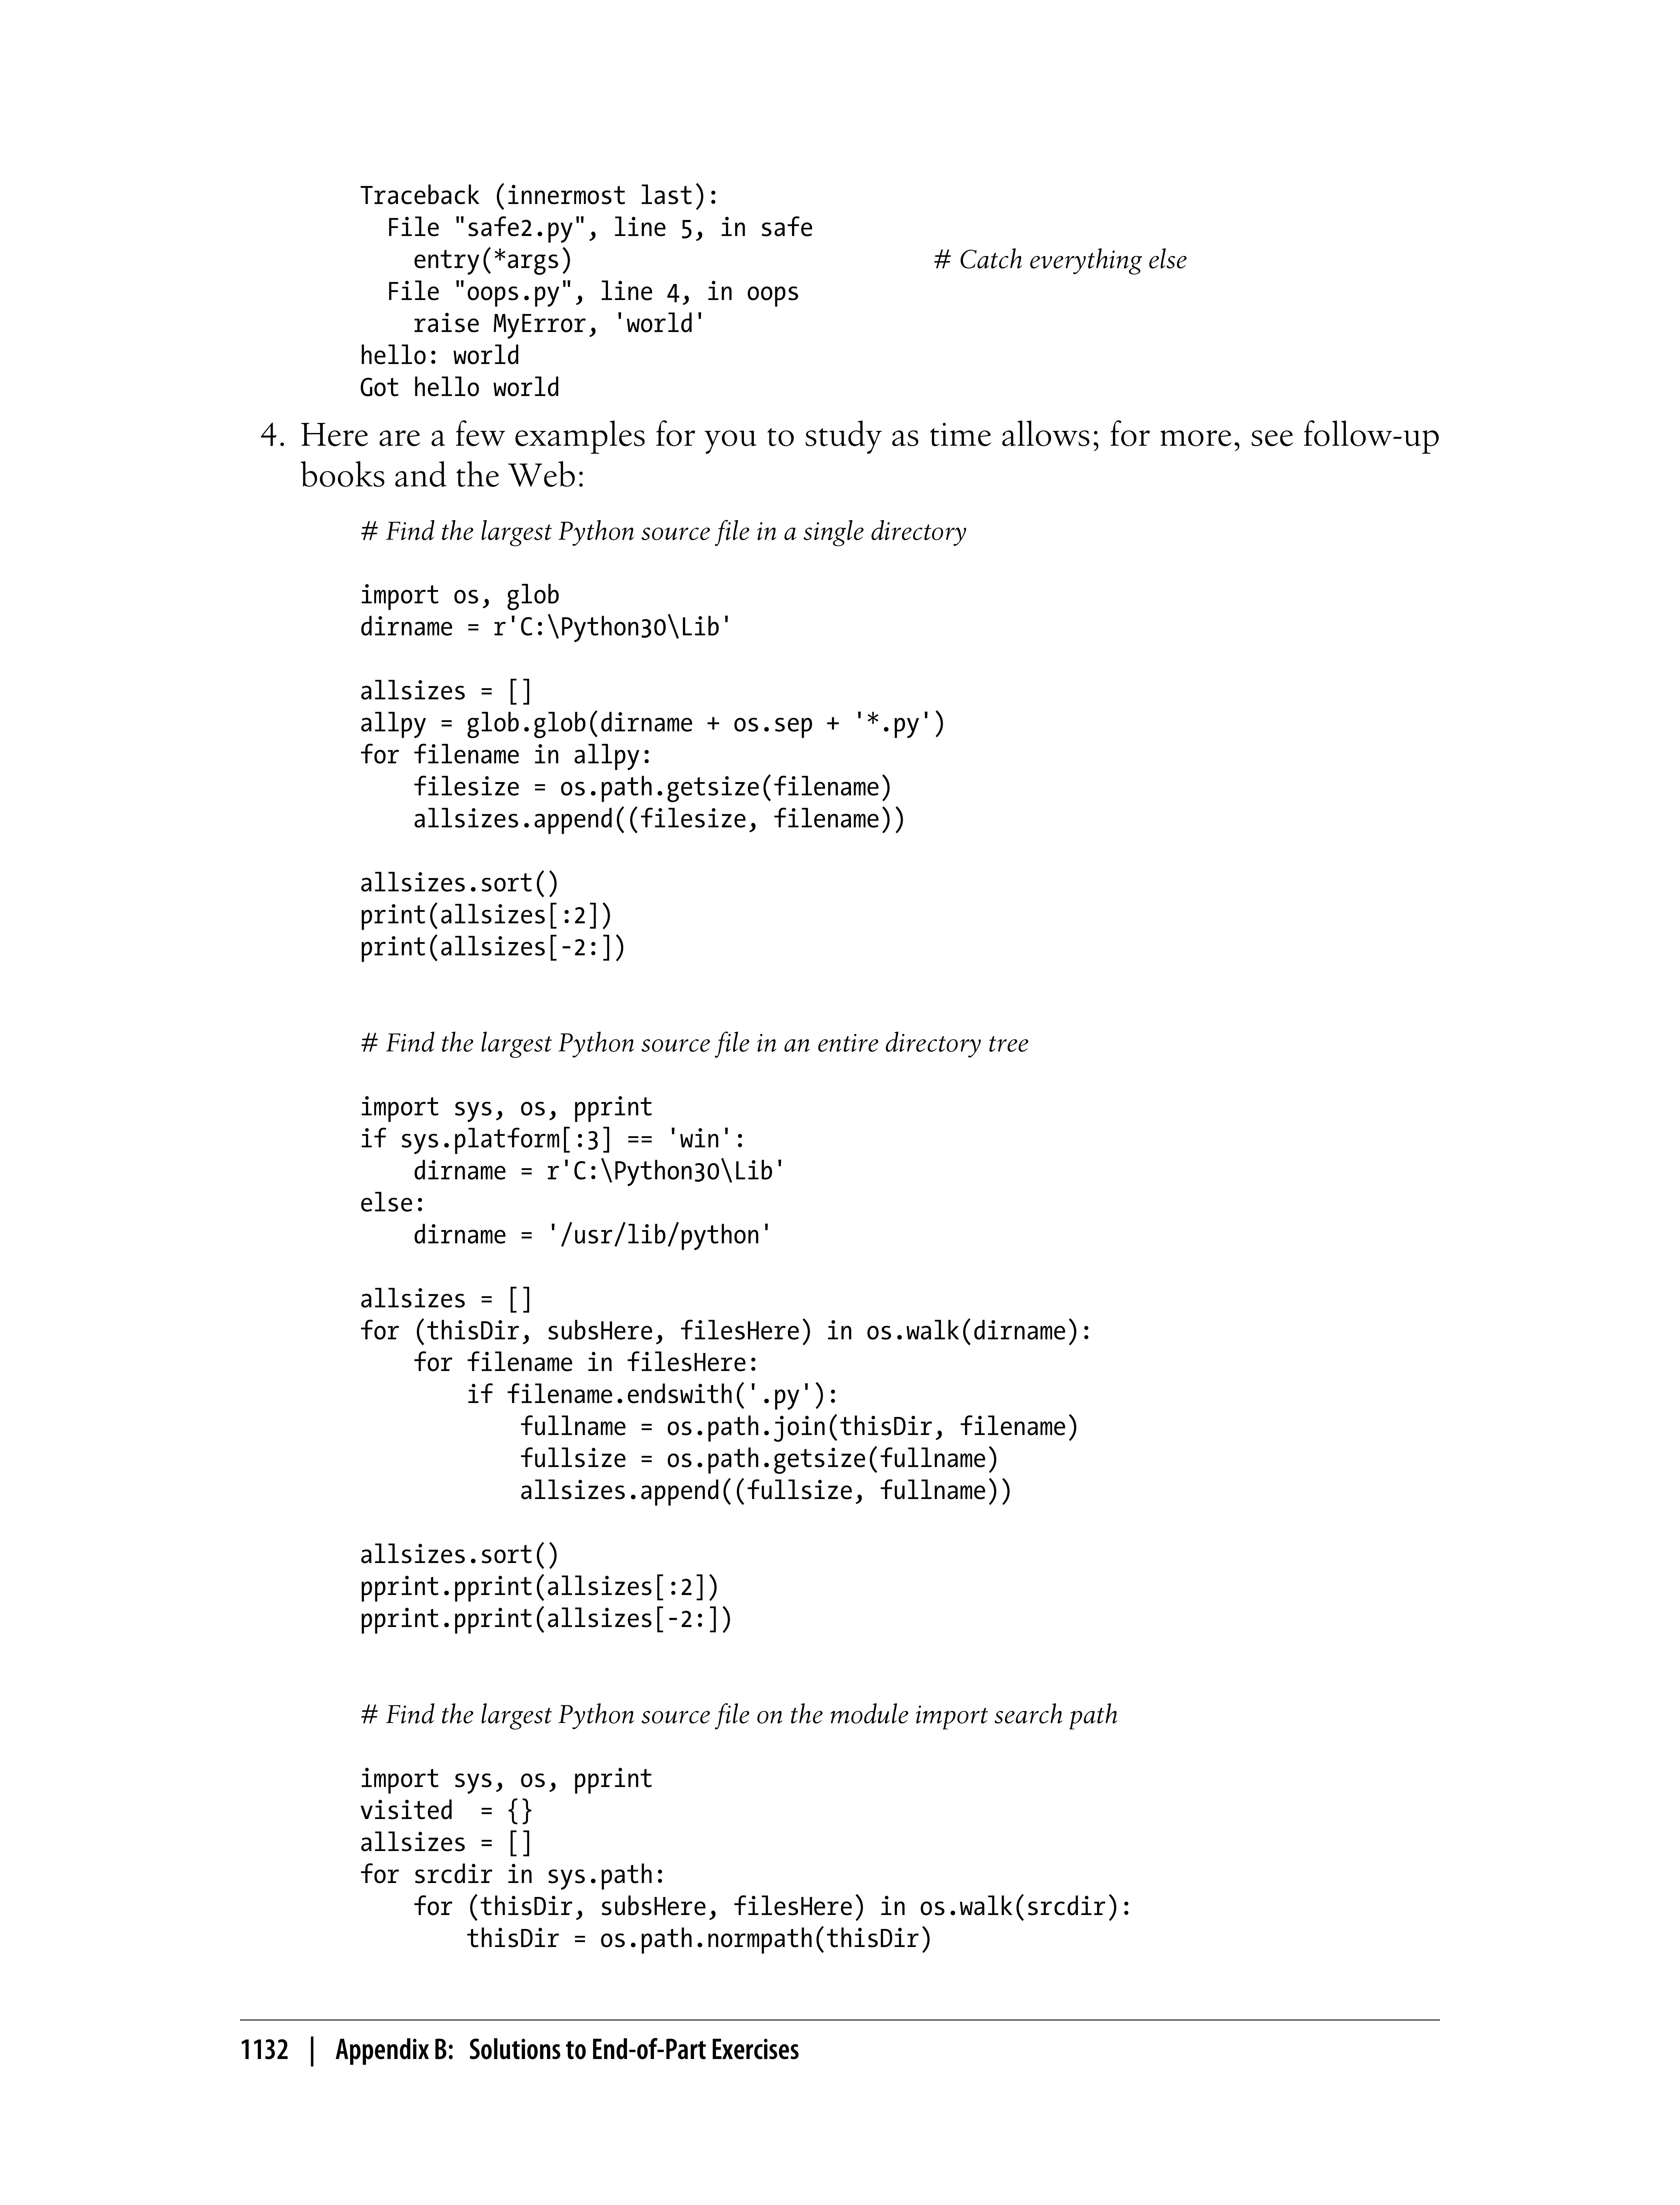 Traceback (innermost last):
  File "safe2.py", line 5, in safe
    entry(*args)                           # Catch everything else
  File "oops.py", line 4, in oops
    raise MyError, 'world'
hello: world
Got hello world
4. Here are a few examples for you to study as time allows; for more, see follow-up
books and the Web:
# Find the largest Python source file in a single directory

import os, glob
dirname = r'C:\Python30\Lib'

allsizes = []
allpy = glob.glob(dirname + os.sep + '*.py')
for filename in allpy:
    filesize = os.path.getsize(filename)
    allsizes.append((filesize, filename))

allsizes.sort()
print(allsizes[:2])
print(allsizes[-2:])

# Find the largest Python source file in an entire directory tree

import sys, os, pprint
if sys.platform[:3] == 'win':
    dirname = r'C:\Python30\Lib'
else:
    dirname = '/usr/lib/python'

allsizes = []
for (thisDir, subsHere, filesHere) in os.walk(dirname):
    for filename in filesHere:
        if filename.endswith('.py'):
            fullname = os.path.join(thisDir, filename)
            fullsize = os.path.getsize(fullname)
            allsizes.append((fullsize, fullname))

allsizes.sort()
pprint.pprint(allsizes[:2])
pprint.pprint(allsizes[-2:])

# Find the largest Python source file on the module import search path

import sys, os, pprint
visited  = {}
allsizes = []
for srcdir in sys.path:
    for (thisDir, subsHere, filesHere) in os.walk(srcdir):
        thisDir = os.path.normpath(thisDir)
1132 | Appendix B: Solutions to End-of-Part Exercises